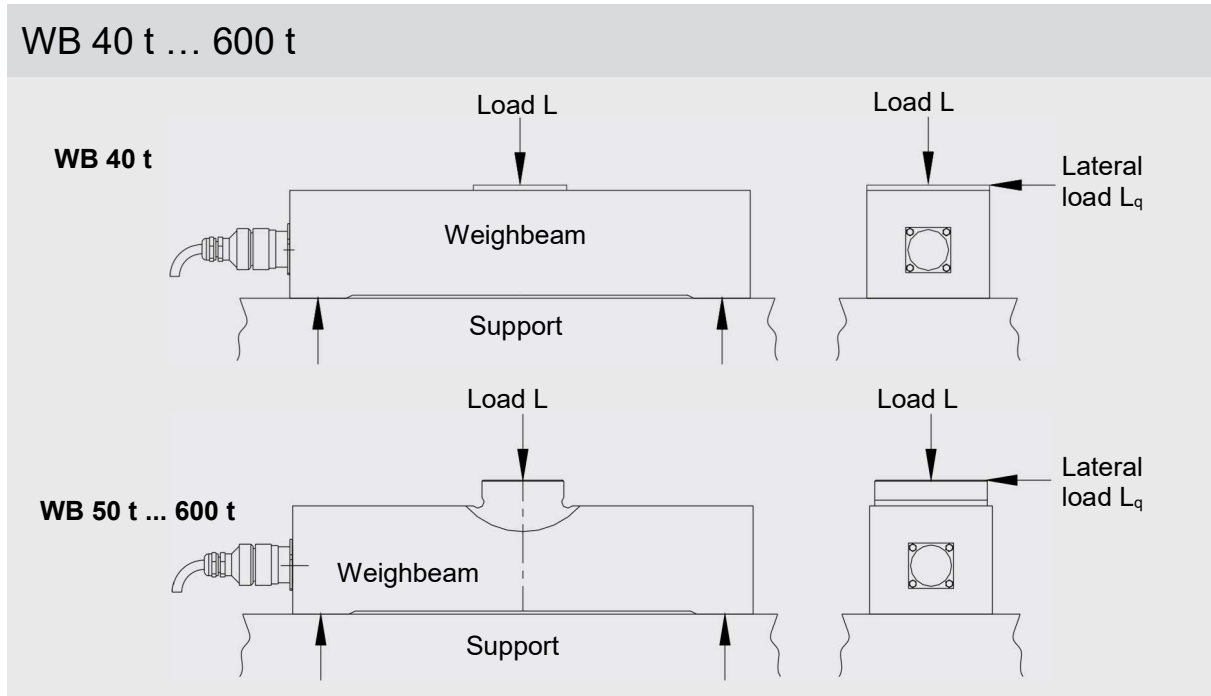 WB 40 t … 600 t
Load L
Load L
WB 40 t
Lateral
load Lq
Weighbeam
Support
Load L
Load L
Lateral
load Lq
WB 50 t ... 600 t
Weighbeam
Support